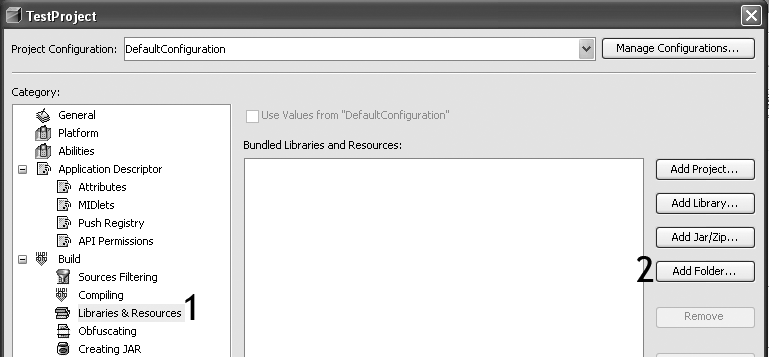 TestProject
Project Configuration: DefaultConfiguration Manage Configurations...
Category:
General
Platform
Abilities
Application Descriptor
Attributes
MIDlets
Push Registry
API Permissions
Build
Sources Filtering
Compiling
Libraries & Resources 1
Obfuscating
Creating JAR
Use Values from "DefaultConfiguration"
Bundled Libraries and Resources:
Add Project...
Add Library...
Add Jar/Zip...
2 Add Folder...
Remove